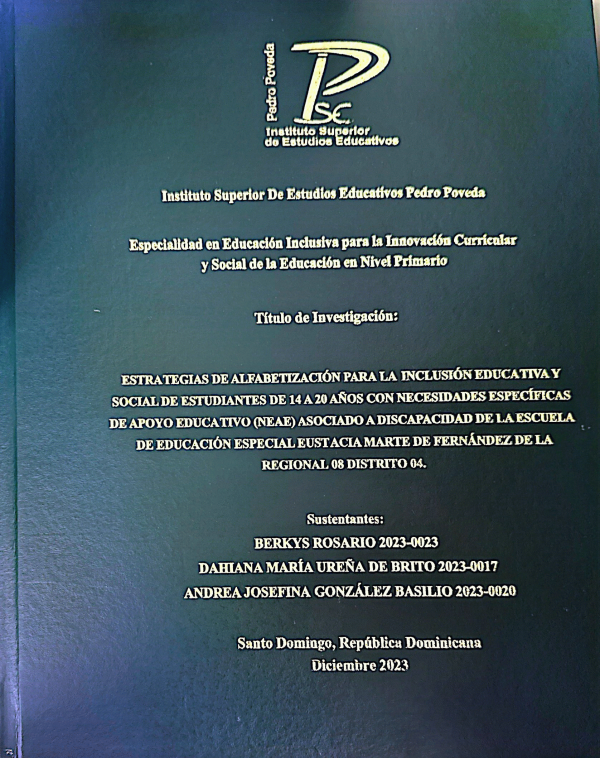 Pedro Poveda
PSE
Instituto Superior
de Estudios Educativos
Instituto Superior De Estudios Educativos Pedro Poveda
Especialidad en Educación Inclusiva para la Innovación Curricular
y Social de la Educación en Nivel Primario
Título de Investigación:
ESTRATEGIAS DE ALFABETIZACIÓN PARA LA INCLUSIÓN EDUCATIVA Y
SOCIAL DE ESTUDIANTES DE 14 A 20 AÑOS CON NECESIDADES ESPECÍFICAS
DE APOYO EDUCATIVO (NEAE) ASOCIADO A DISCAPACIDAD DE LA ESCUELA
DE EDUCACIÓN ESPECIAL EUSTACIA MARTE DE FERNÁNDEZ DE LA
REGIONAL 08 DISTRITO 04.
Sustentantes:
BERKYS ROSARIO 2023-0023
DAHIANA MARÍA UREÑA DE BRITO 2023-0017
ANDREA JOSEFINA GONZÁLEZ BASILIO 2023-0020
Santo Domingo, República Dominicana
Diciembre 2023